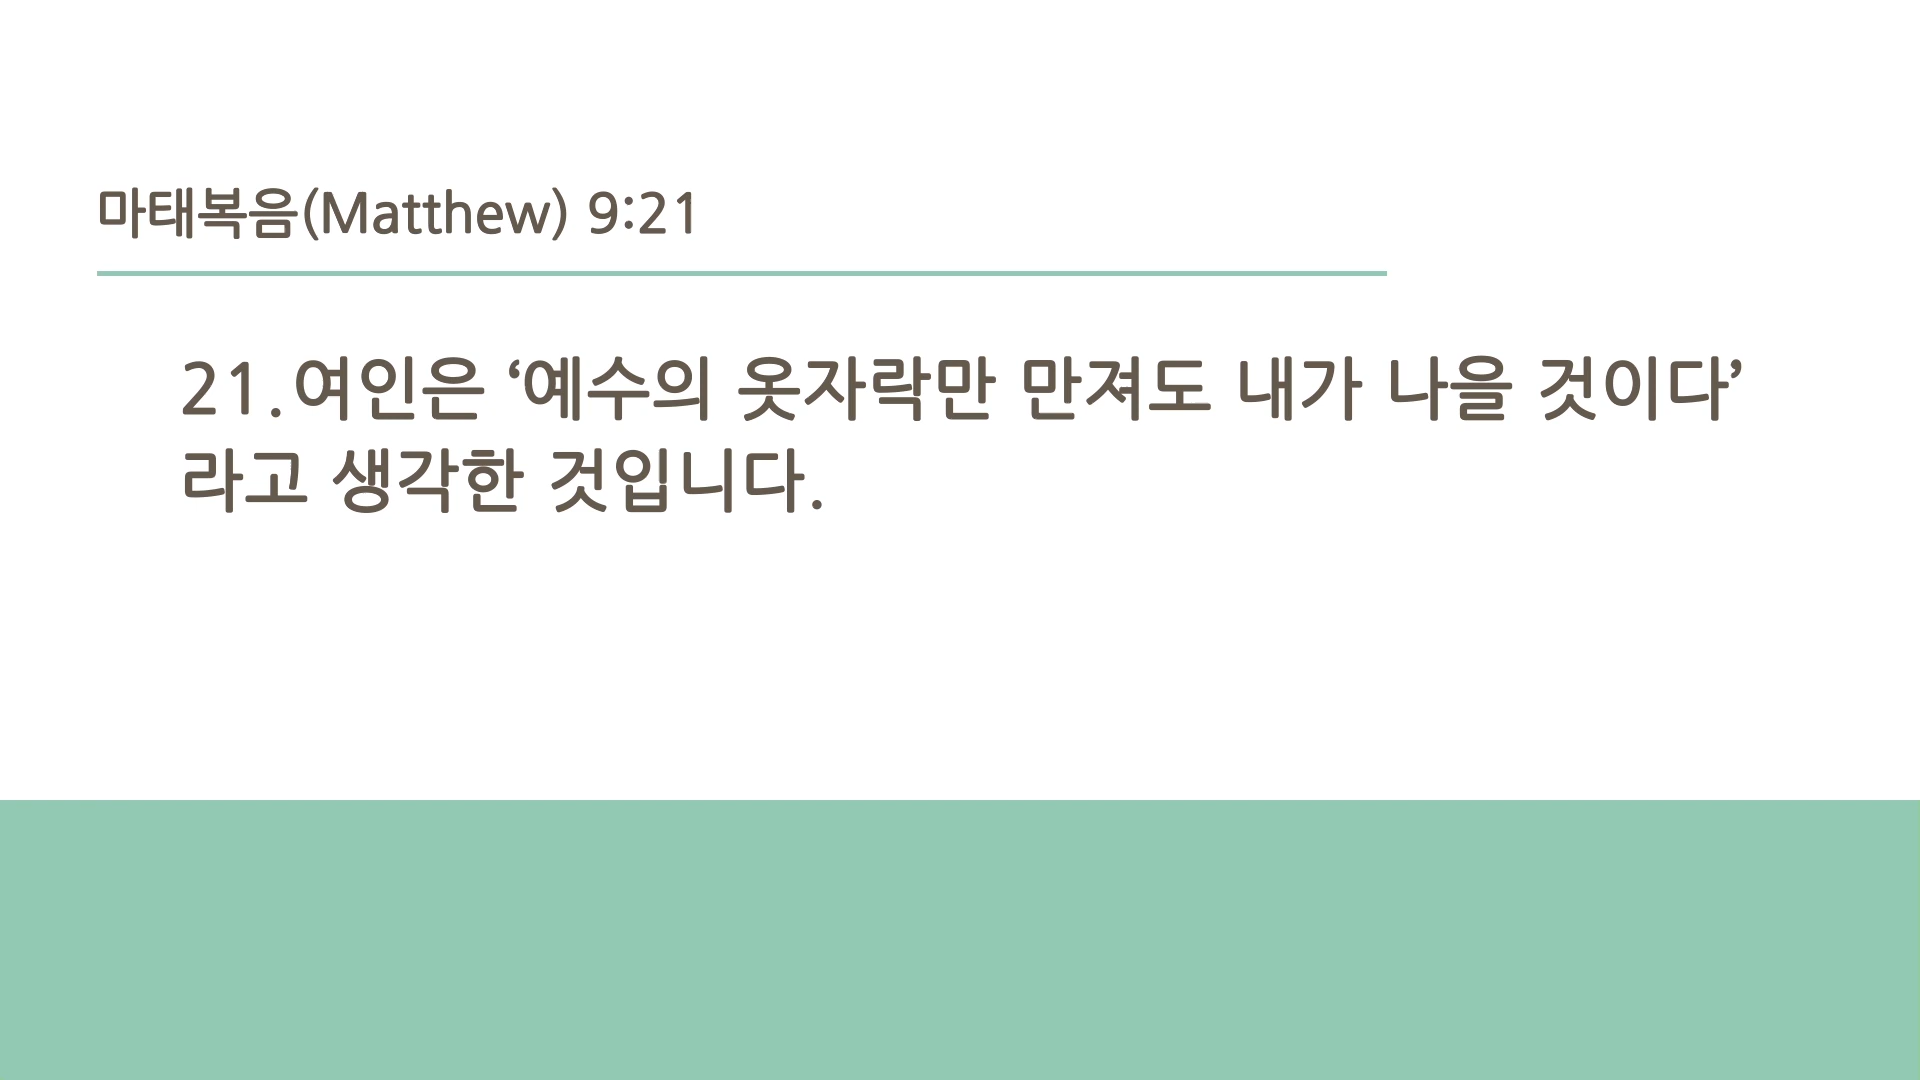 마태복음(Matthew) 9:21
21.여인은 ‘예수의 옷자락만 만져도 내가 나을 것이다’
라고 생각한 것입니다.